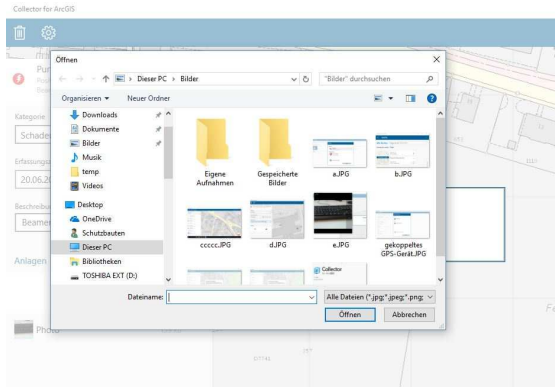 Collector for ArcGIS
Öffnen
Dieser PC > Bilder
"Bilder" durchsuchen
Organisieren
Neuer Ordner
Downloads
Dokumente
Bilder
Musik
temp
Videos
Desktop
OneDrive
Schutzbauten
Dieser PC
Bibliotheken
TOSHIBA EXT (D:)
Eigene Aufnahmen
Gespeicherte Bilder
a.JPG
b.JPG
ccccc.JPG
d.JPG
e.JPG
gekoppeltes GPS-Gerät.JPG
Collector
Dateiname:
Alle Dateien (*.jpg;*.jpeg;*.png;
Öffnen
Abbrechen
Kategorie
Schade
Erfassungs
20.06.20
Beschreibu
Beamer
Anlagen
Photo